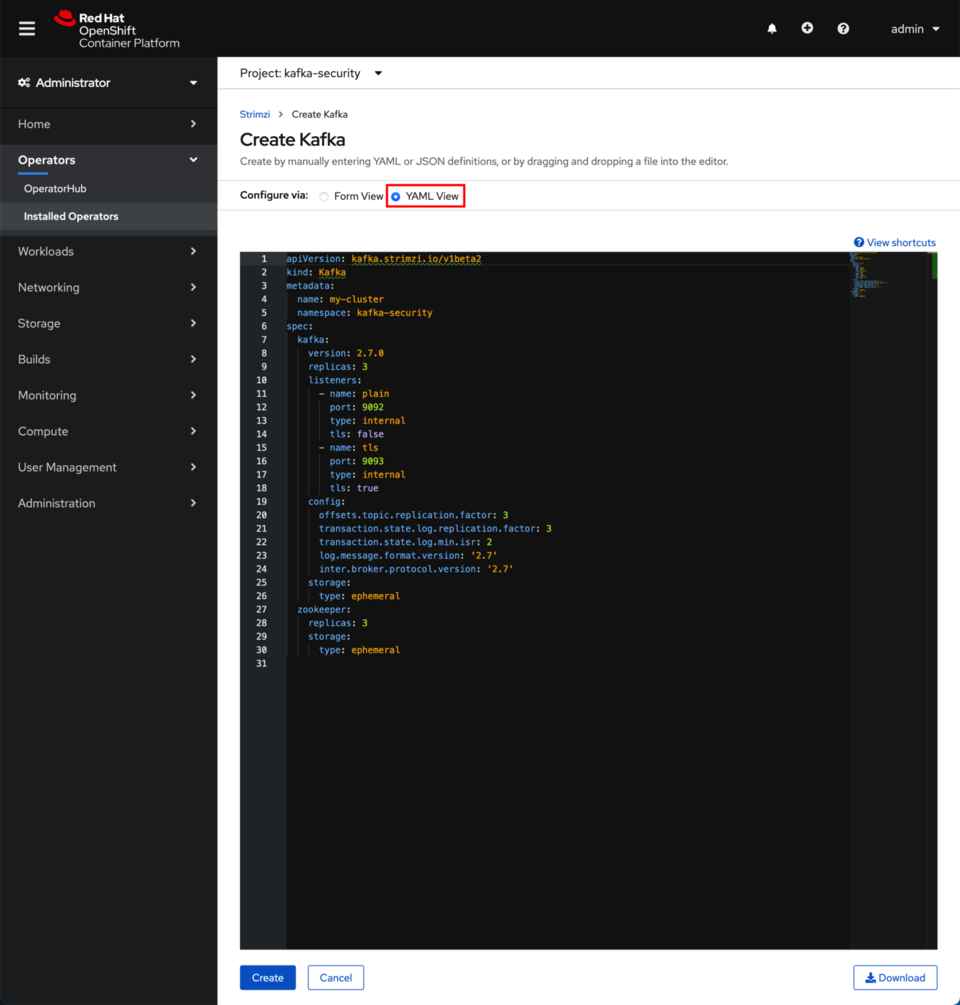 Red Hat
OpenShift
Container Platform
admin
Administrator
Home
Operators
OperatorHub
Installed Operators
Workloads
Networking
Storage
Builds
Monitoring
Compute
User Management
Administration
Project: kafka-security
Strimzi > Create Kafka
Create Kafka
Create by manually entering YAML or JSON definitions, or by dragging and dropping a file into the editor.
Configure via: Form View YAML View
View shortcuts
1 apiVersion: kafka.strimzi.io/v1beta2
2 kind: Kafka
3 metadata:
4   name: my-cluster
5   namespace: kafka-security
6 spec:
7   kafka:
8     version: 2.7.0
9     replicas: 3
10     listeners:
11       - name: plain
12         port: 9092
13         type: internal
14         tls: false
15       - name: tls
16         port: 9093
17         type: internal
18         tls: true
19     config:
20       offsets.topic.replication.factor: 3
21       transaction.state.log.replication.factor: 3
22       transaction.state.log.min.isr: 2
23       log.message.format.version: '2.7'
24       inter.broker.protocol.version: '2.7'
25     storage:
26       type: ephemeral
27   zookeeper:
28     replicas: 3
29     storage:
30       type: ephemeral
31
Create Cancel Download